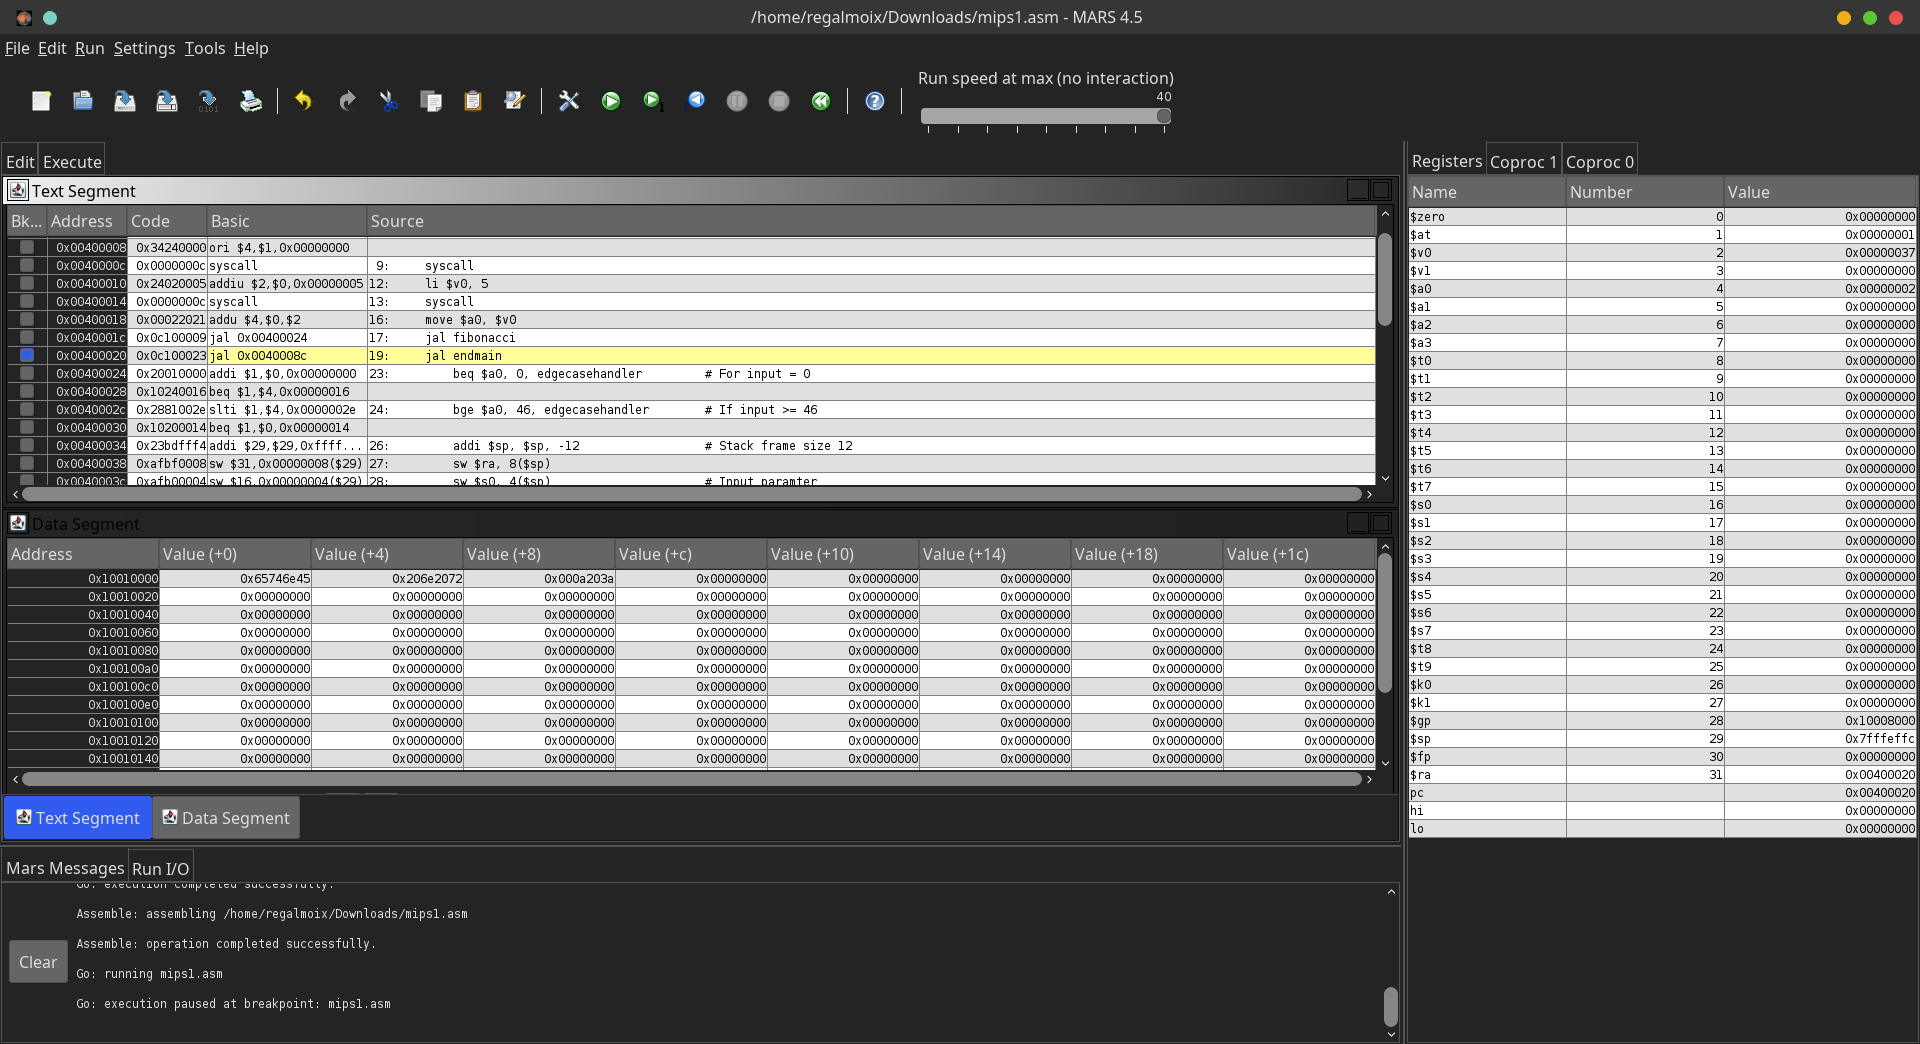 /home/regalmoix/Downloads/mips1.asm - MARS 4.5
File Edit Run Settings Tools Help
Run speed at max (no interaction)
40
Edit Execute
Text Segment
Bk... Address Code Basic Source
0x00400008 0x34240000 ori $4,$1,0x00000000
0x0040000c 0x0000000c syscall 9: syscall
0x00400010 0x24020005 addiu $2,$0,0x00000005 12: li $v0, 5
0x00400014 0x0000000c syscall 13: syscall
0x00400018 0x00022021 addu $4,$0,$2 16: move $a0, $v0
0x0040001c 0x0c100009 jal 0x00400024 17: jal fibonacci
0x00400020 0x0c100023 jal 0x0040008c 19: jal endmain
0x00400024 0x20010000 addi $1,$0,0x00000000 23: beq $a0, 0, edgecasehandler # For input = 0
0x00400028 0x10240016 beq $1,$4,0x00000016
0x0040002c 0x2881002e slti $1,$4,0x0000002e 24: bge $a0, 46, edgecasehandler # If input >= 46
0x00400030 0x10200014 beq $1,$0,0x00000014
0x00400034 0x23bdfff4 addi $29,$29,0xffff... 26: addi $sp, $sp, -12 # Stack frame size 12
0x00400038 0xafbf0008 sw $31,0x00000008($29) 27: sw $ra, 8($sp)
0x0040003c 0xafb00004 sw $16,0x00000004($29) 28: sw $s0, 4($sp) # Input paramter
Data Segment
Address Value (+0) Value (+4) Value (+8) Value (+c) Value (+10) Value (+14) Value (+18) Value (+1c)
0x10010000 0x65746e45 0x206e2072 0x000a203a 0x00000000 0x00000000 0x00000000 0x00000000 0x00000000
0x10010020 0x00000000 0x00000000 0x00000000 0x00000000 0x00000000 0x00000000 0x00000000 0x00000000
0x10010040 0x00000000 0x00000000 0x00000000 0x00000000 0x00000000 0x00000000 0x00000000 0x00000000
0x10010060 0x00000000 0x00000000 0x00000000 0x00000000 0x00000000 0x00000000 0x00000000 0x00000000
0x10010080 0x00000000 0x00000000 0x00000000 0x00000000 0x00000000 0x00000000 0x00000000 0x00000000
0x100100a0 0x00000000 0x00000000 0x00000000 0x00000000 0x00000000 0x00000000 0x00000000 0x00000000
0x100100c0 0x00000000 0x00000000 0x00000000 0x00000000 0x00000000 0x00000000 0x00000000 0x00000000
0x100100e0 0x00000000 0x00000000 0x00000000 0x00000000 0x00000000 0x00000000 0x00000000 0x00000000
0x10010100 0x00000000 0x00000000 0x00000000 0x00000000 0x00000000 0x00000000 0x00000000 0x00000000
0x10010120 0x00000000 0x00000000 0x00000000 0x00000000 0x00000000 0x00000000 0x00000000 0x00000000
0x10010140 0x00000000 0x00000000 0x00000000 0x00000000 0x00000000 0x00000000 0x00000000 0x00000000
Text Segment Data Segment
Mars Messages Run I/O
Go: execution completed successfully.
Assemble: assembling /home/regalmoix/Downloads/mips1.asm
Assemble: operation completed successfully.
Go: running mips1.asm
Go: execution paused at breakpoint: mips1.asm
Clear
Registers Coproc 1 Coproc 0
Name Number Value
$zero 0 0x00000000
$at 1 0x00000001
$v0 2 0x00000037
$v1 3 0x00000000
$a0 4 0x00000002
$a1 5 0x00000000
$a2 6 0x00000000
$a3 7 0x00000000
$t0 8 0x00000000
$t1 9 0x00000000
$t2 10 0x00000000
$t3 11 0x00000000
$t4 12 0x00000000
$t5 13 0x00000000
$t6 14 0x00000000
$t7 15 0x00000000
$s0 16 0x00000000
$s1 17 0x00000000
$s2 18 0x00000000
$s3 19 0x00000000
$s4 20 0x00000000
$s5 21 0x00000000
$s6 22 0x00000000
$s7 23 0x00000000
$t8 24 0x00000000
$t9 25 0x00000000
$k0 26 0x00000000
$k1 27 0x00000000
$gp 28 0x10008000
$sp 29 0x7fffeffc
$fp 30 0x00000000
$ra 31 0x00400020
pc 0x00400020
hi 0x00000000
lo 0x00000000